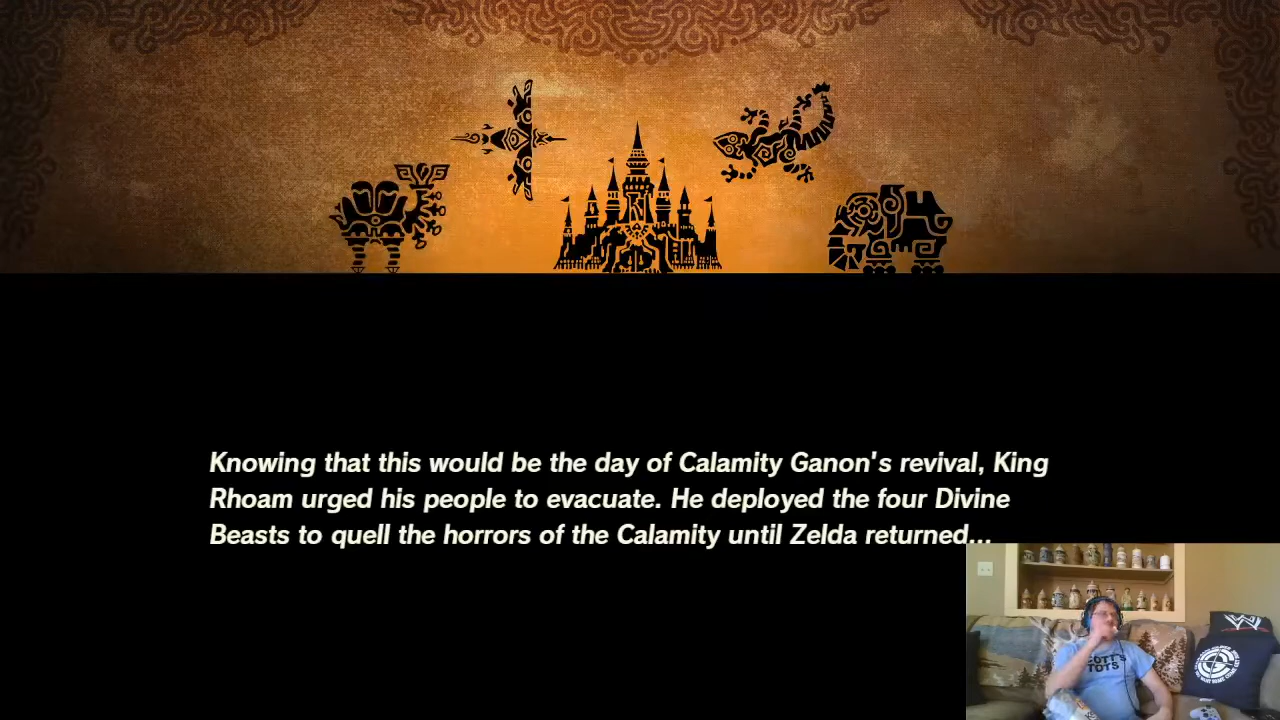 Knowing that this would be the day of Calamity Ganon's revival, King
Rhoam urged his people to evacuate. He deployed the four Divine
Beasts to quell the horrors of the Calamity until Zelda returned...
W
TOTS